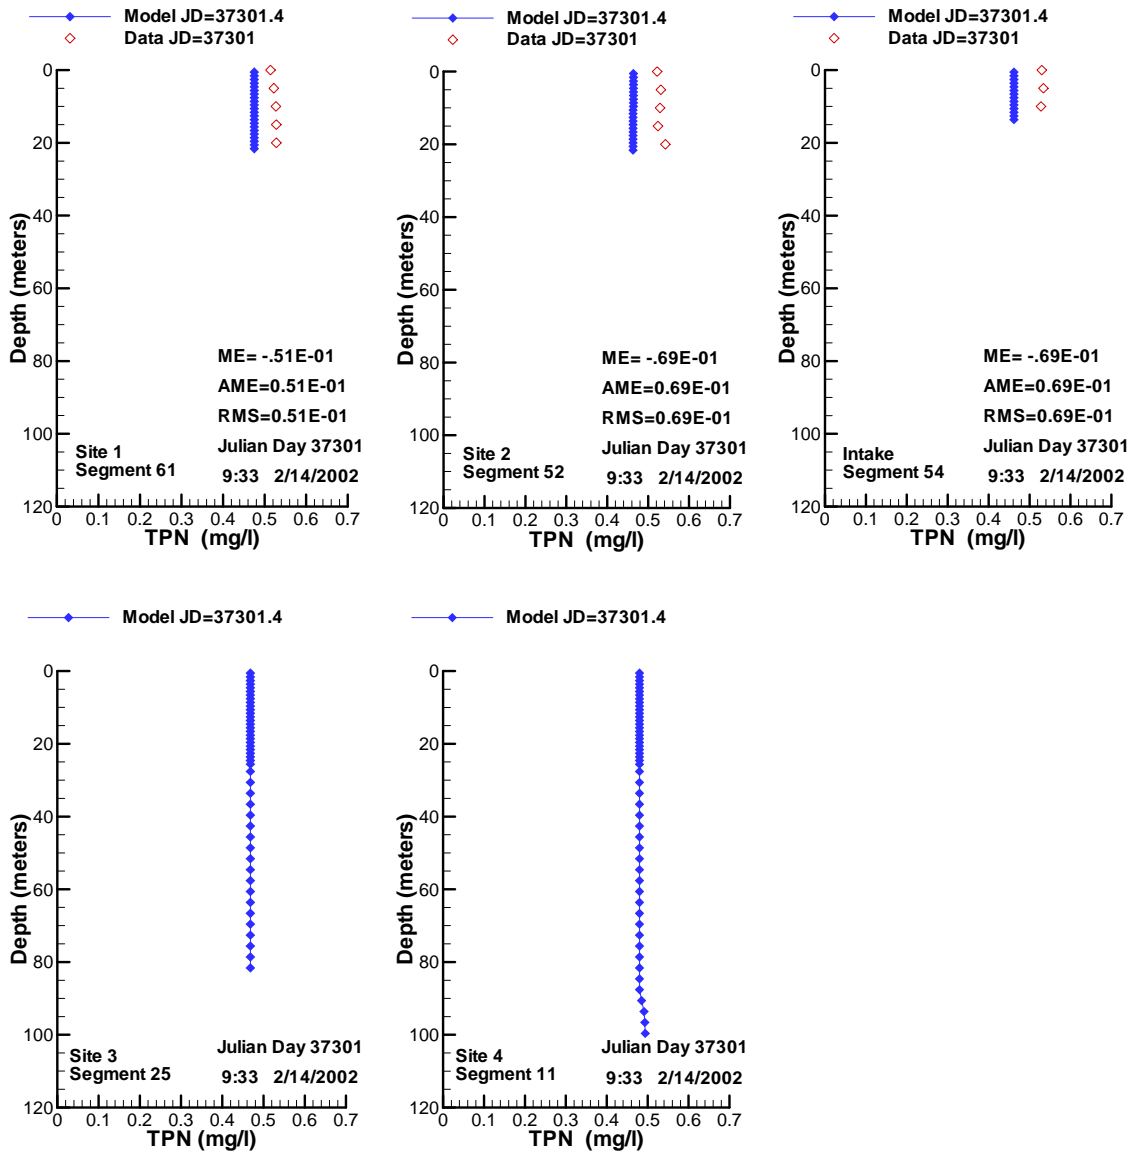 Model JD=37301.4
Data JD=37301
0
20
40
60
80
100
120
Depth (meters)
ME= -.51E-01
AME=0.51E-01
RMS=0.51E-01
Julian Day 37301
9:33 2/14/2002
Site 1
Segment 61
0 0.1 0.2 0.3 0.4 0.5 0.6 0.7
TPN (mg/l)
Model JD=37301.4
Data JD=37301
0
20
40
60
80
100
120
Depth (meters)
ME= -.69E-01
AME=0.69E-01
RMS=0.69E-01
Julian Day 37301
9:33 2/14/2002
Site 2
Segment 52
0 0.1 0.2 0.3 0.4 0.5 0.6 0.7
TPN (mg/l)
Model JD=37301.4
Data JD=37301
0
20
40
60
80
100
120
Depth (meters)
ME= -.69E-01
AME=0.69E-01
RMS=0.69E-01
Julian Day 37301
9:33 2/14/2002
Intake
Segment 54
0 0.1 0.2 0.3 0.4 0.5 0.6 0.7
TPN (mg/l)
Model JD=37301.4
0
20
40
60
80
100
120
Depth (meters)
Julian Day 37301
9:33 2/14/2002
Site 3
Segment 25
0 0.1 0.2 0.3 0.4 0.5 0.6 0.7
TPN (mg/l)
Model JD=37301.4
0
20
40
60
80
100
120
Depth (meters)
Julian Day 37301
9:33 2/14/2002
Site 4
Segment 11
0 0.1 0.2 0.3 0.4 0.5 0.6 0.7
TPN (mg/l)